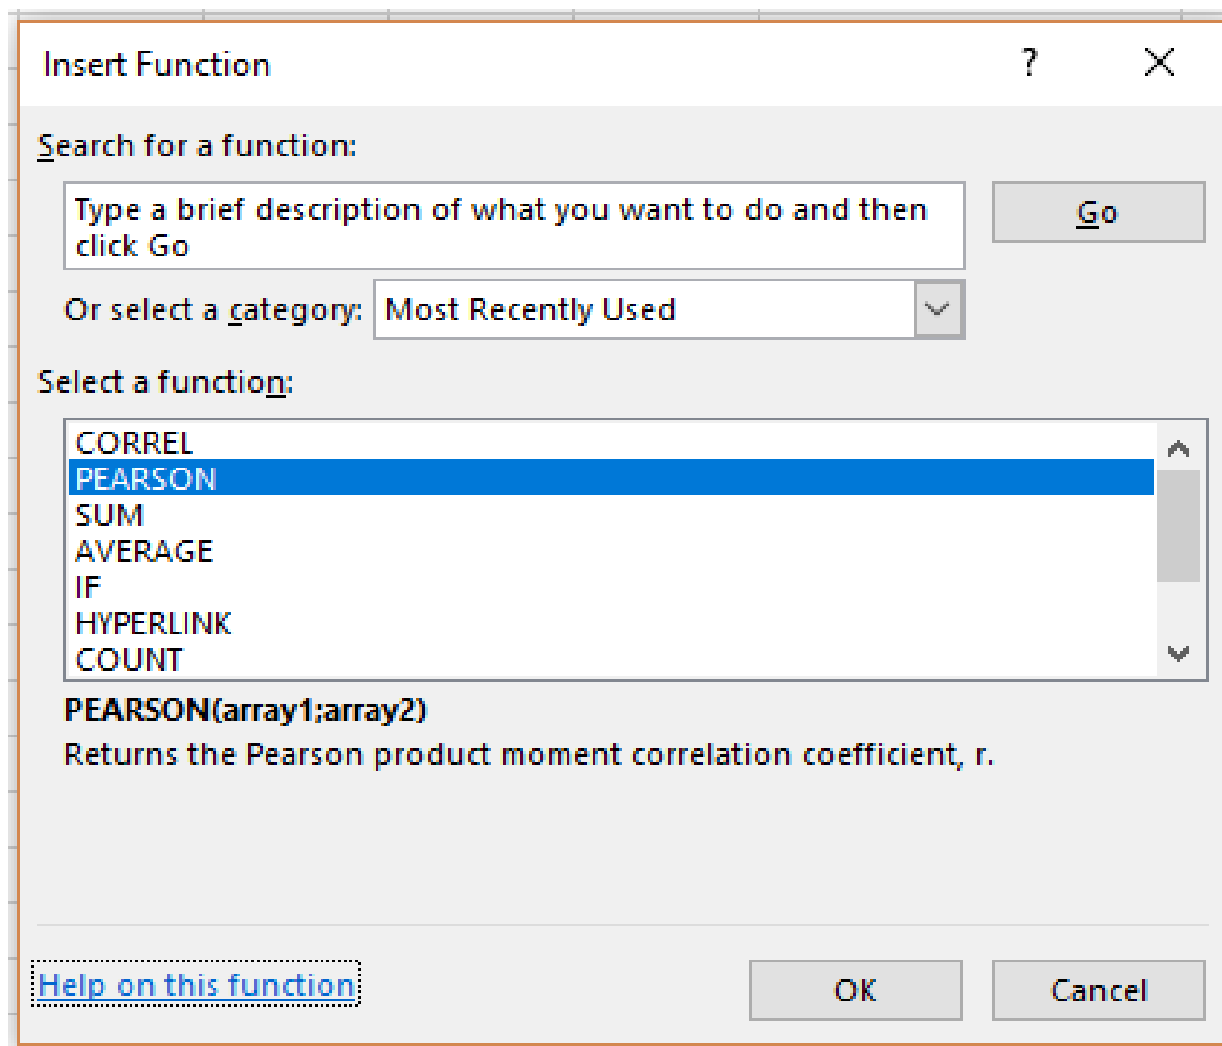 Insert Function ?
Search for a function:
Type a brief description of what you want to do and then
click Go
Go
Or select a category: Most Recently Used
Select a function:
CORREL
PEARSON
SUM
AVERAGE
IF
HYPERLINK
COUNT
PEARSON(array1;array2)
Returns the Pearson product moment correlation coefficient, r.
Help on this function
OK Cancel